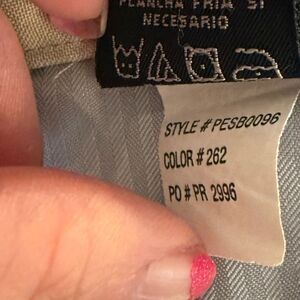 PLANCHA FRIA SI
NECESARIO
STYLE # PESB0096
COLOR # 262
PO # PR 2996